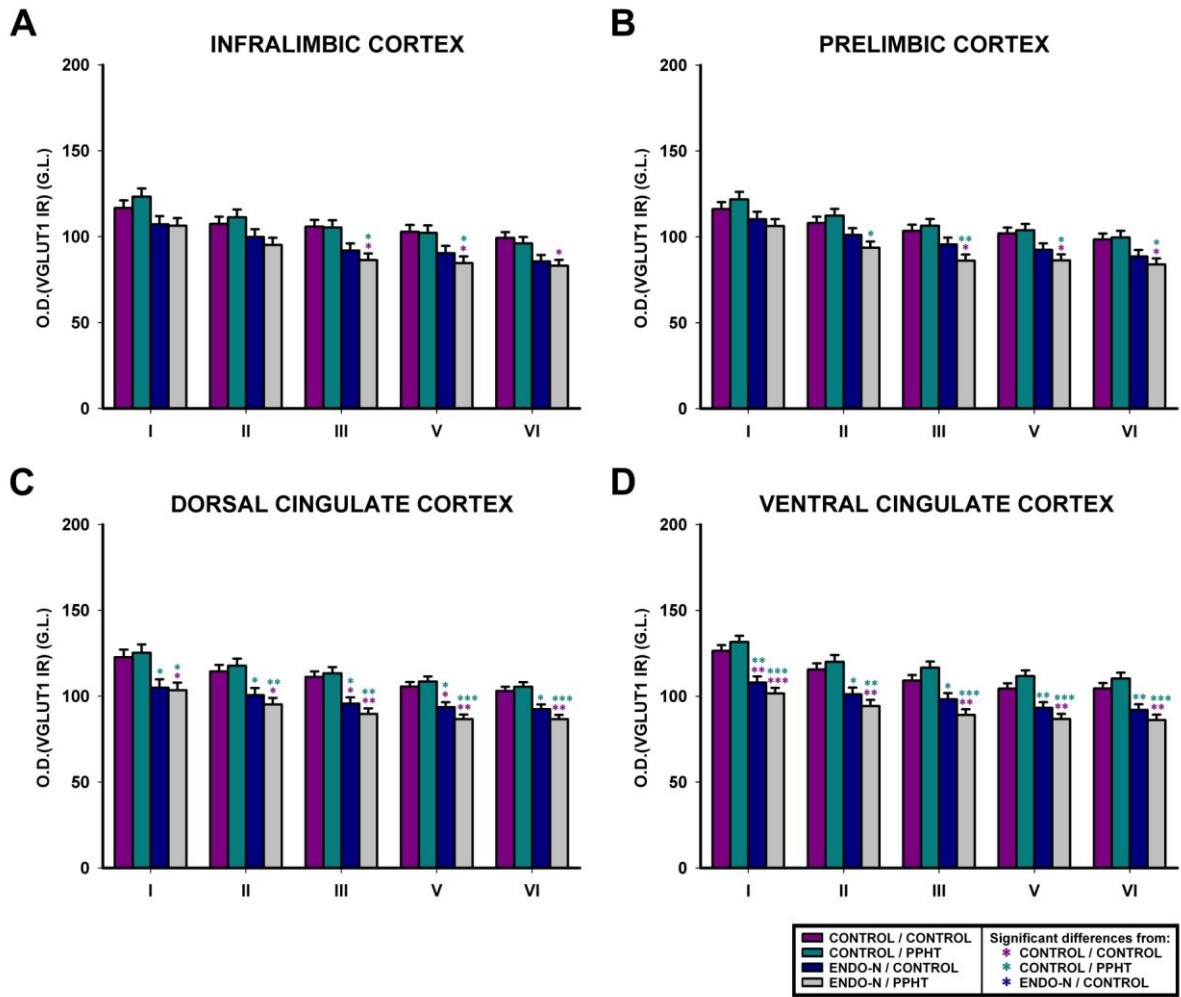 A
INFRALIMBIC CORTEX
200
150
100
50
0
O.D.(VGLUT1 IR) (G.L.)
*
*
*
*
*
I II III V VI
B
PRELIMBIC CORTEX
200
150
100
50
0
O.D.(VGLUT1 IR) (G.L.)
*
**
*
*
*
*
*
I II III V VI
C
DORSAL CINGULATE CORTEX
200
150
100
50
0
O.D.(VGLUT1 IR) (G.L.)
* *
*
* **
*
* **
* **
* ***
* **
* ***
**
I II III V VI
D
VENTRAL CINGULATE CORTEX
200
150
100
50
0
O.D.(VGLUT1 IR) (G.L.)
** ***
** ***
* **
**
* ***
**
** ***
**
** ***
**
I II III V VI
CONTROL / CONTROL
CONTROL / PPHT
ENDO-N / CONTROL
ENDO-N / PPHT
Significant differences from:
* CONTROL / CONTROL
* CONTROL / PPHT
* ENDO-N / CONTROL